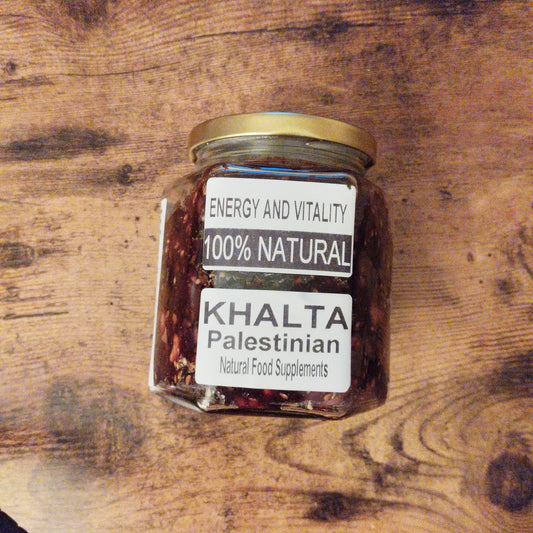 ENERGY AND VITALITY
100% NATURAL
KHALTA
Palestinian
Natural Food Supplements